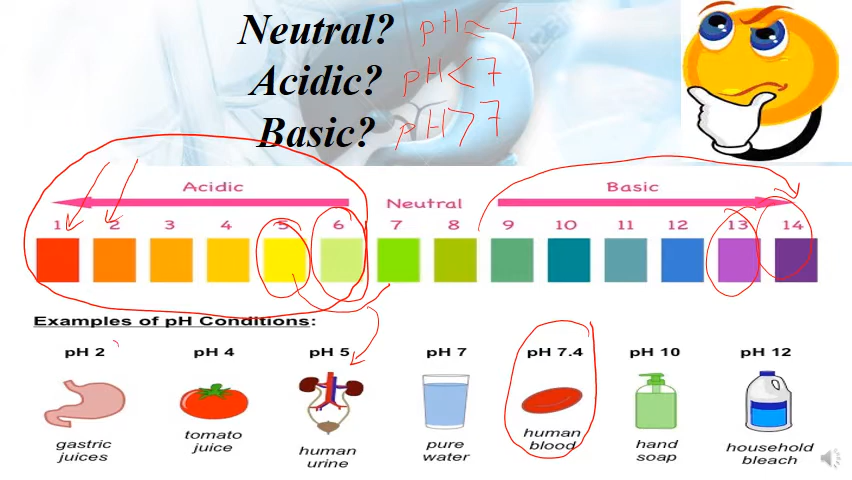 Neutral? pH = 7
Acidic? pH < 7
Basic? pH > 7
Acidic Neutral Basic
1 2 3 4 5 6 7 8 9 10 11 12 13 14
Examples of pH Conditions:
pH 2 pH 4 pH 5 pH 7 pH 7.4 pH 10 pH 12
gastric juices
tomato juice
human urine
pure water
human blood
hand soap
household bleach